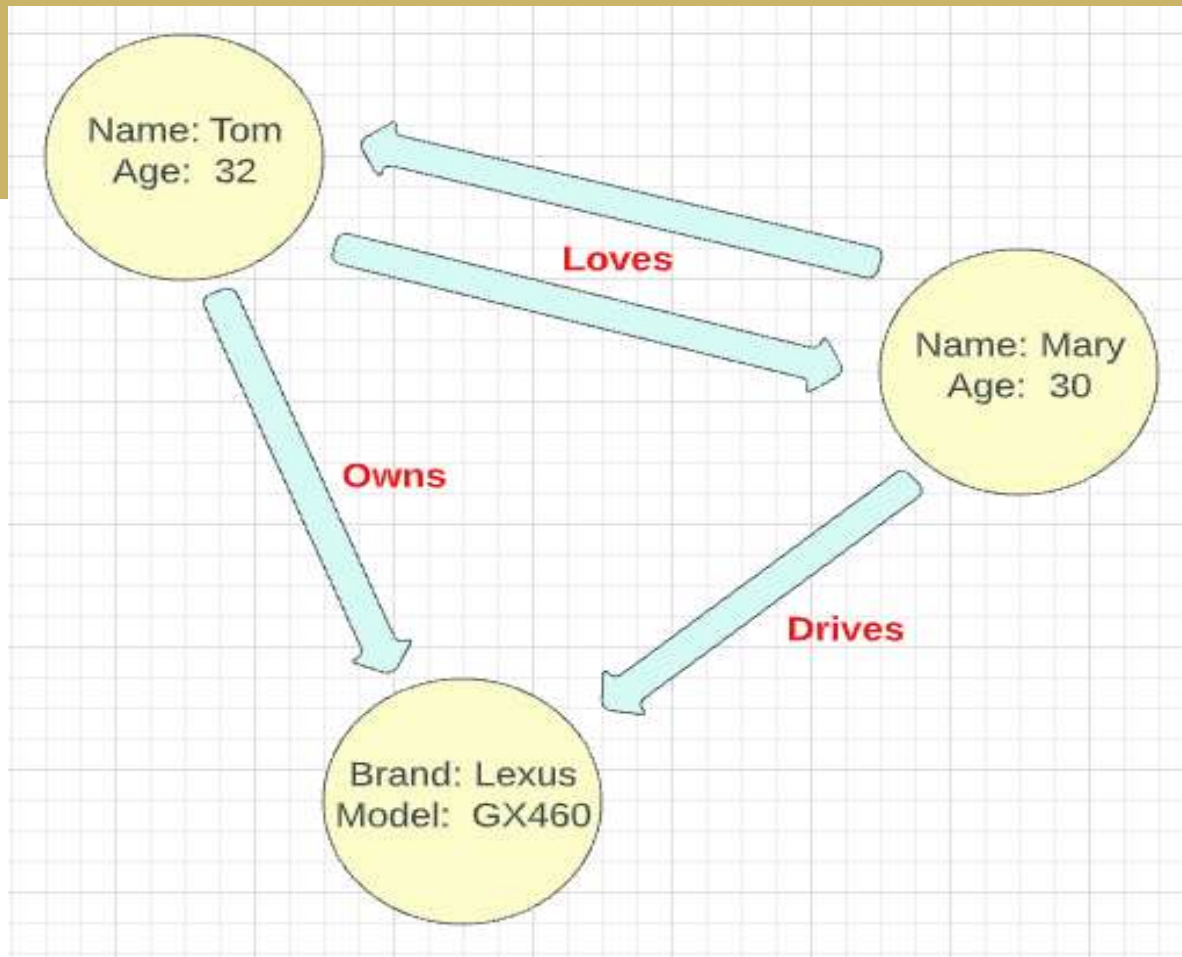 Name: Tom
Age: 32
Loves
Name: Mary
Age: 30
Owns
Drives
Brand: Lexus
Model: GX460